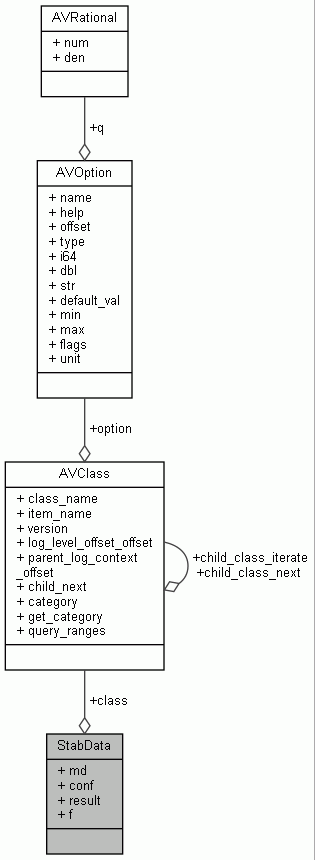 AVRational
+ num
+ den
+q
AVOption
+ name
+ help
+ offset
+ type
+ i64
+ dbl
+ str
+ default_val
+ min
+ max
+ flags
+ unit
+option
AVClass
+ class_name
+ item_name
+ version
+ log_level_offset_offset
+ parent_log_context
_offset
+ child_next
+ category
+ get_category
+ query_ranges
+child_class_iterate
+child_class_next
+class
StabData
+ md
+ conf
+ result
+ f